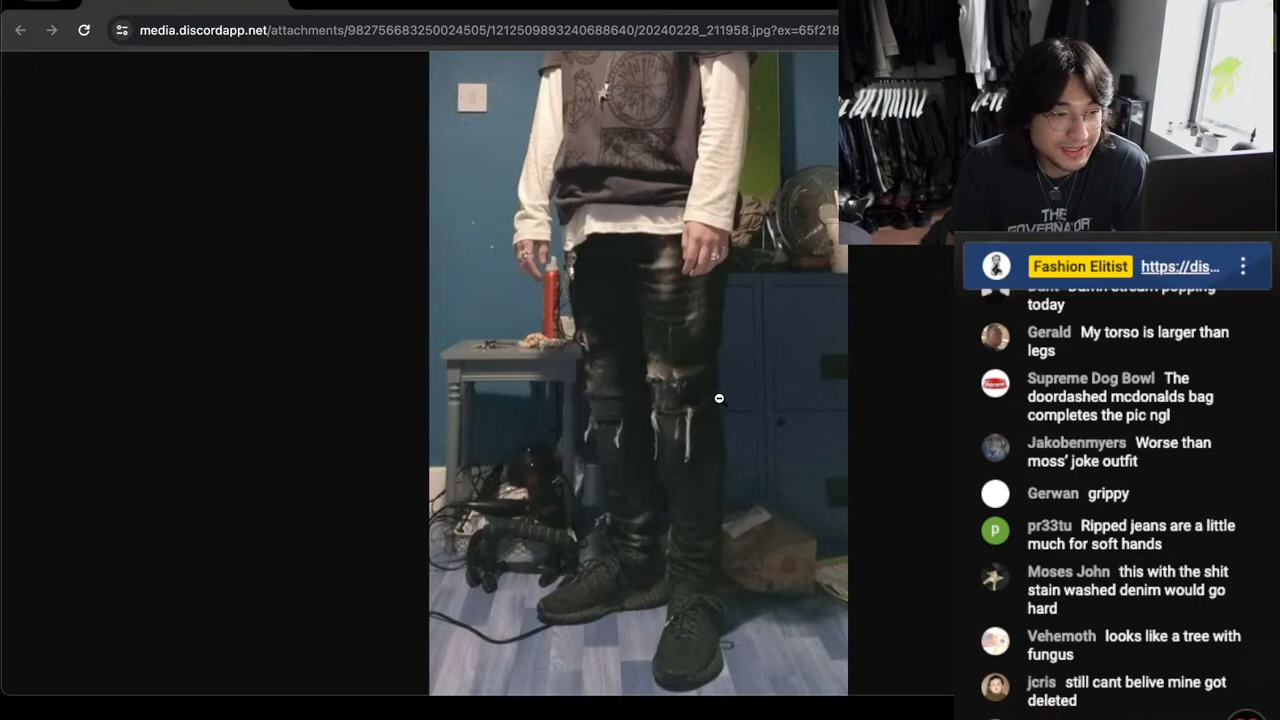 media.discordapp.net/attachments/982756683250024505/1212509893240688640/20240228_211958.jpg?ex=65f218
THE
GOVERNATOR
Fashion Elitist https://dis...
today
Gerald My torso is larger than
legs
Supreme Dog Bowl The
doordashed mcdonalds bag
completes the pic ngl
Jakobenmyers Worse than
moss' joke outfit
Gerwan grippy
P
pr33tu Ripped jeans are a little
much for soft hands
Moses John this with the shit
stain washed denim would go
hard
Vehemoth looks like a tree with
fungus
jcris still cant belive mine got
deleted